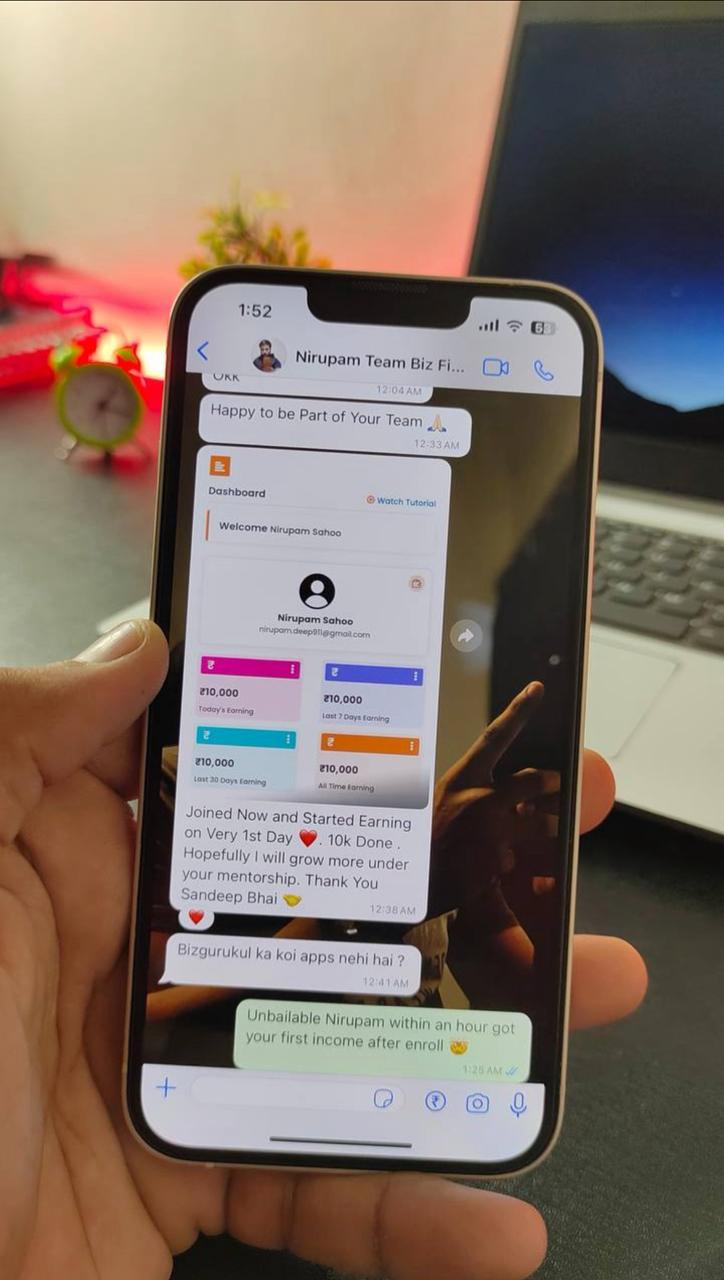 1:52
53
Nirupam Team Biz Fi...
OKK
12:04 AM
Happy to be Part of Your Team 🙏🏻
12:33 AM
Dashboard
Watch Tutorial
Welcome Nirupam Sahoo
Nirupam Sahoo
nirupam.deep911@gmail.com
₹
₹
₹10,000
₹10,000
Today's Earning
Last 7 Days Earning
₹
₹
₹10,000
₹10,000
Last 30 Days Earning
All Time Earning
Joined Now and Started Earning
on Very 1st Day ❤️. 10k Done .
Hopefully I will grow more under
your mentorship. Thank You
Sandeep Bhai 🤝
12:38 AM
❤️
Bizgurukul ka koi apps nehi hai ?
12:41 AM
Unbailable Nirupam within an hour got
your first income after enroll 🤯
1:25 AM